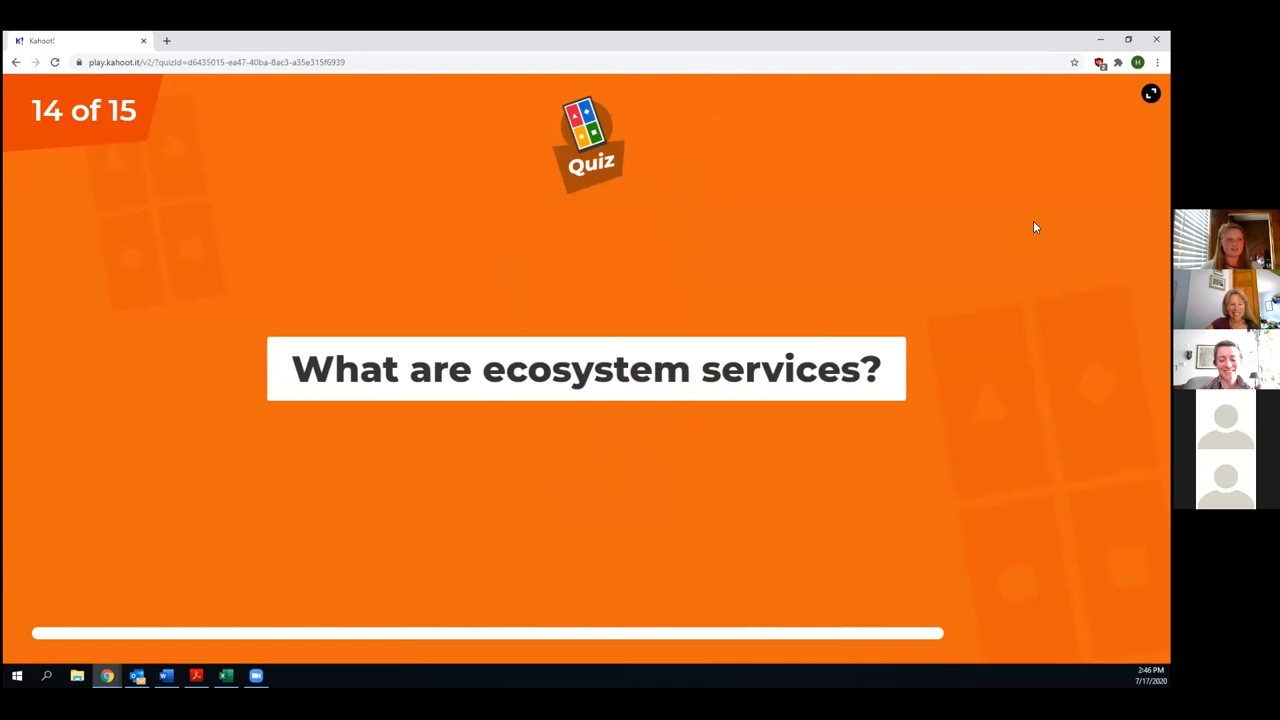 Kahoot!
play.kahoot.it/v2/?quizId=d6435015-ea47-40ba-8ac3-a35e315f6939
H
14 of 15
Quiz
What are ecosystem services?
2:46 PM
7/17/2020